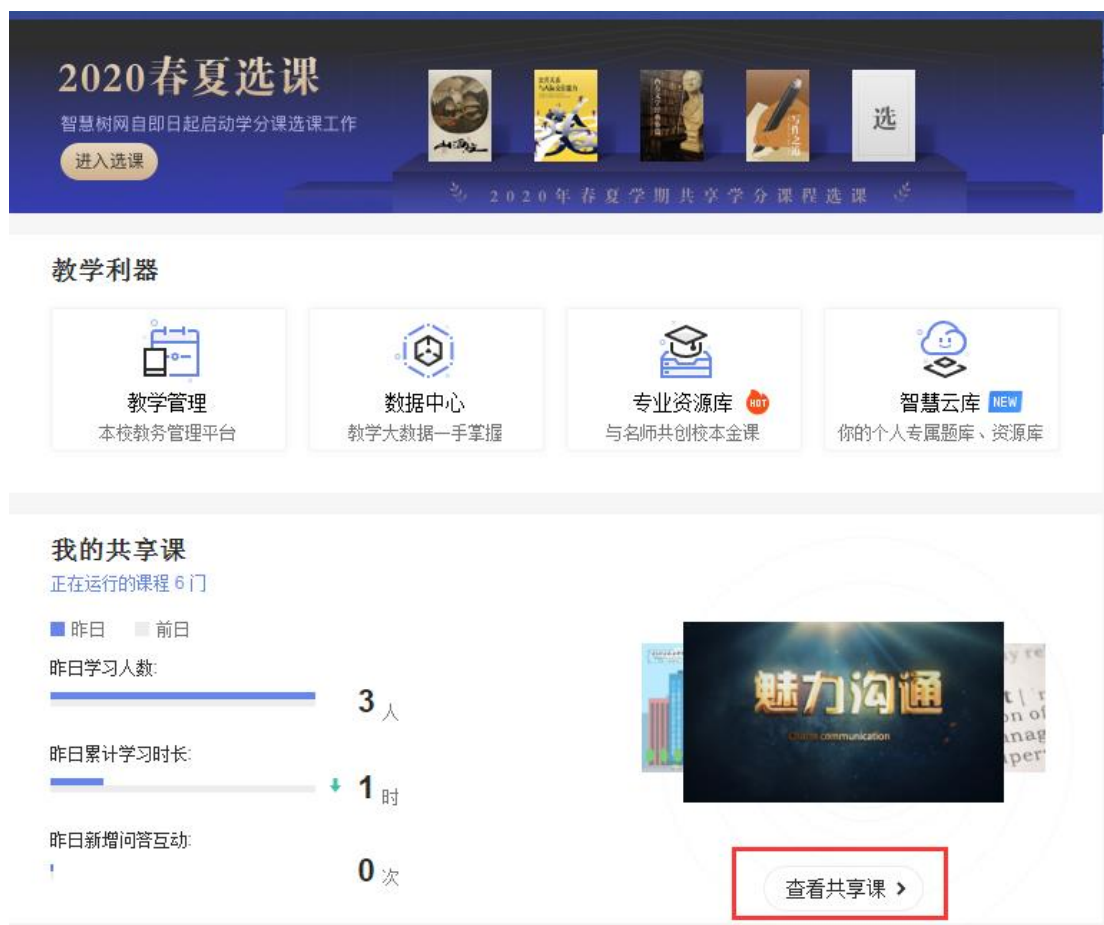 2020春夏选课
智慧树网自即日起启动学分课选课工作
进入选课
山海经
写作之道
选
2020年春夏学期共享学分课程选课
教学利器
教学管理
本校教务管理平台
数据中心
教学大数据一手掌握
专业资源库 HOT
与名师共创校本金课
智慧云库 NEW
你的个人专属题库、资源库
我的共享课
正在运行的课程 6 门
昨日 前日
昨日学习人数:
3 人
昨日累计学习时长:
1 时
昨日新增问答互动:
0 次
魅力沟通
communication
查看共享课 >